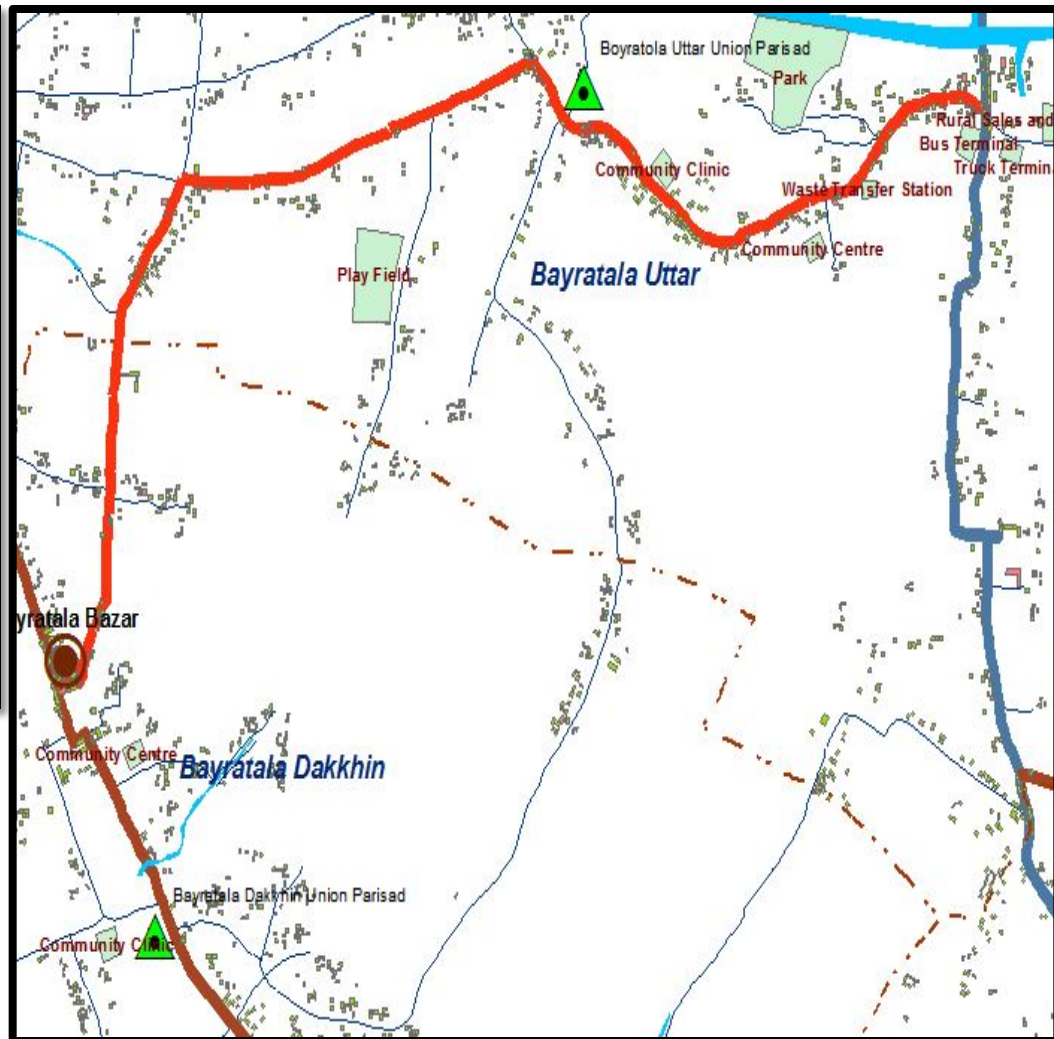 Boyratola Uttar Union Parisad
Park
Rural Sales and
Bus Terminal
Community Clinic
Truck Termina
Waste Transfer Station
Community Centre
Play Field
Bayratala Uttar
yratala Bazar
Community Centre
Bayratala Dakkhin
Bayratala Dakkhin Union Parisad
Community Clinic